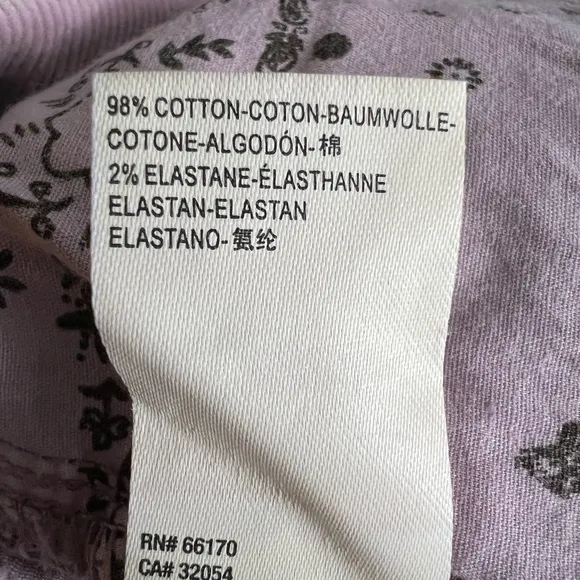 98% COTTON-COTON-BAUMWOLLE-
COTONE-ALGODÓN-棉
2% ELASTANE-ÉLASTHANNE
ELASTAN-ELASTAN
ELASTANO-氨纶
RN# 66170
CA# 32054